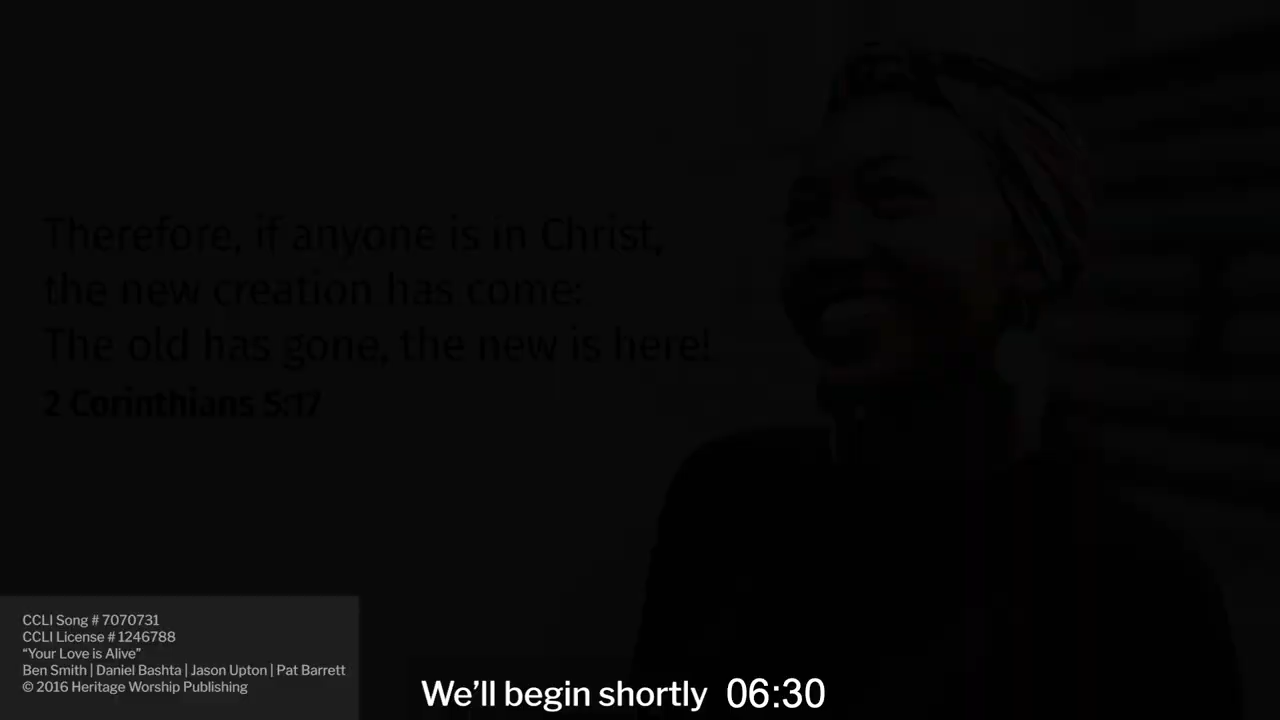 Therefore, if anyone is in Christ,
the new creation has come:
The old has gone, the new is here!
2 Corinthians 5:17
CCLI Song # 7070731
CCLI License # 1246788
“Your Love is Alive”
Ben Smith | Daniel Bashta | Jason Upton | Pat Barrett
© 2016 Heritage Worship Publishing
We’ll begin shortly 06:30